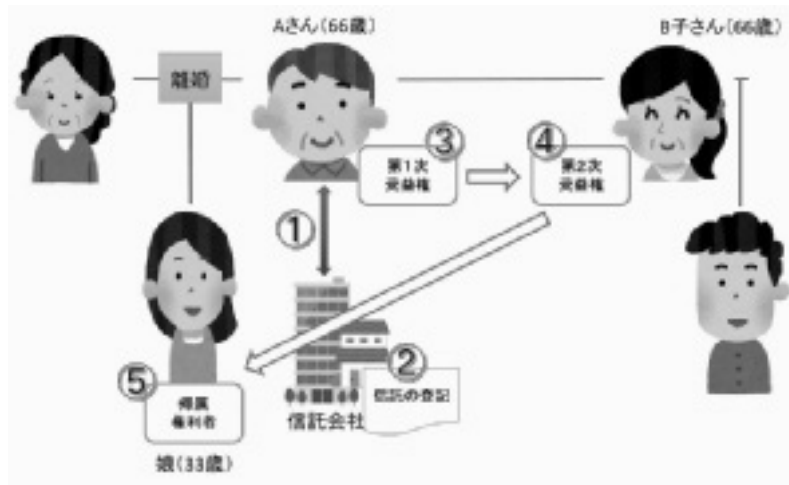 Aさん(66歳)
B子さん(66歳)
離婚
③
第1次
受益権
④
第2次
受益権
①
②
信託の登記
信託会社
⑤
帰属
権利者
娘(33歳)